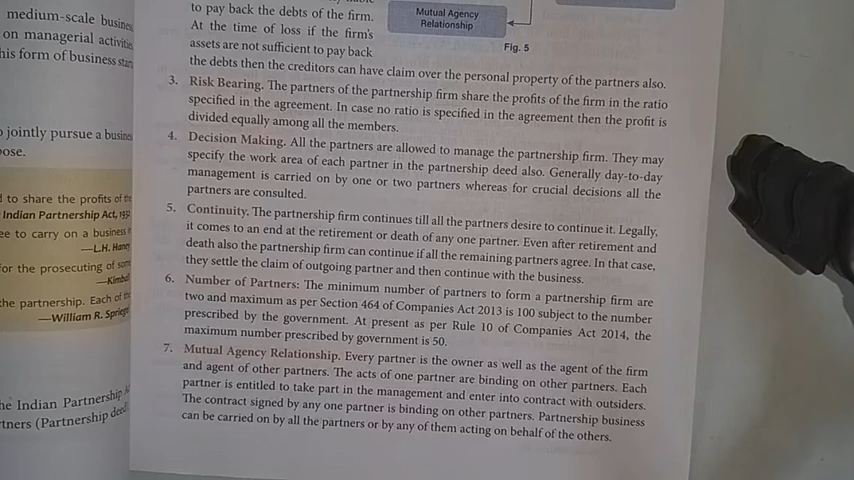 medium-scale busines
on managerial activitie
his form of business star
jointly pursue a busine
ose.
to share the profits of the
Indian Partnership Act, 1932
ee to carry on a business
—L.H. Haney
for the prosecuting of some
—Kimball
the partnership. Each of the
—William R. Spriegel
he Indian Partnership A
tners (Partnership deed
to pay back the debts of the firm.
At the time of loss if the firm's
assets are not sufficient to pay back
the debts then the creditors can have claim over the personal property of the partners also.
Mutual Agency
Relationship
Fig. 5
3. Risk Bearing. The partners of the partnership firm share the profits of the firm in the ratio
specified in the agreement. In case no ratio is specified in the agreement then the profit is
divided equally among all the members.
4. Decision Making. All the partners are allowed to manage the partnership firm. They may
specify the work area of each partner in the partnership deed also. Generally day-to-day
management is carried on by one or two partners whereas for crucial decisions all the
partners are consulted.
5. Continuity. The partnership firm continues till all the partners desire to continue it. Legally,
it comes to an end at the retirement or death of any one partner. Even after retirement and
death also the partnership firm can continue if all the remaining partners agree. In that case,
they settle the claim of outgoing partner and then continue with the business.
6. Number of Partners: The minimum number of partners to form a partnership firm are
two and maximum as per Section 464 of Companies Act 2013 is 100 subject to the number
prescribed by the government. At present as per Rule 10 of Companies Act 2014, the
maximum number prescribed by government is 50.
7. Mutual Agency Relationship. Every partner is the owner as well as the agent of the firm
and agent of other partners. The acts of one partner are binding on other partners. Each
partner is entitled to take part in the management and enter into contract with outsiders.
The contract signed by any one partner is binding on other partners. Partnership business
can be carried on by all the partners or by any of them acting on behalf of the others.